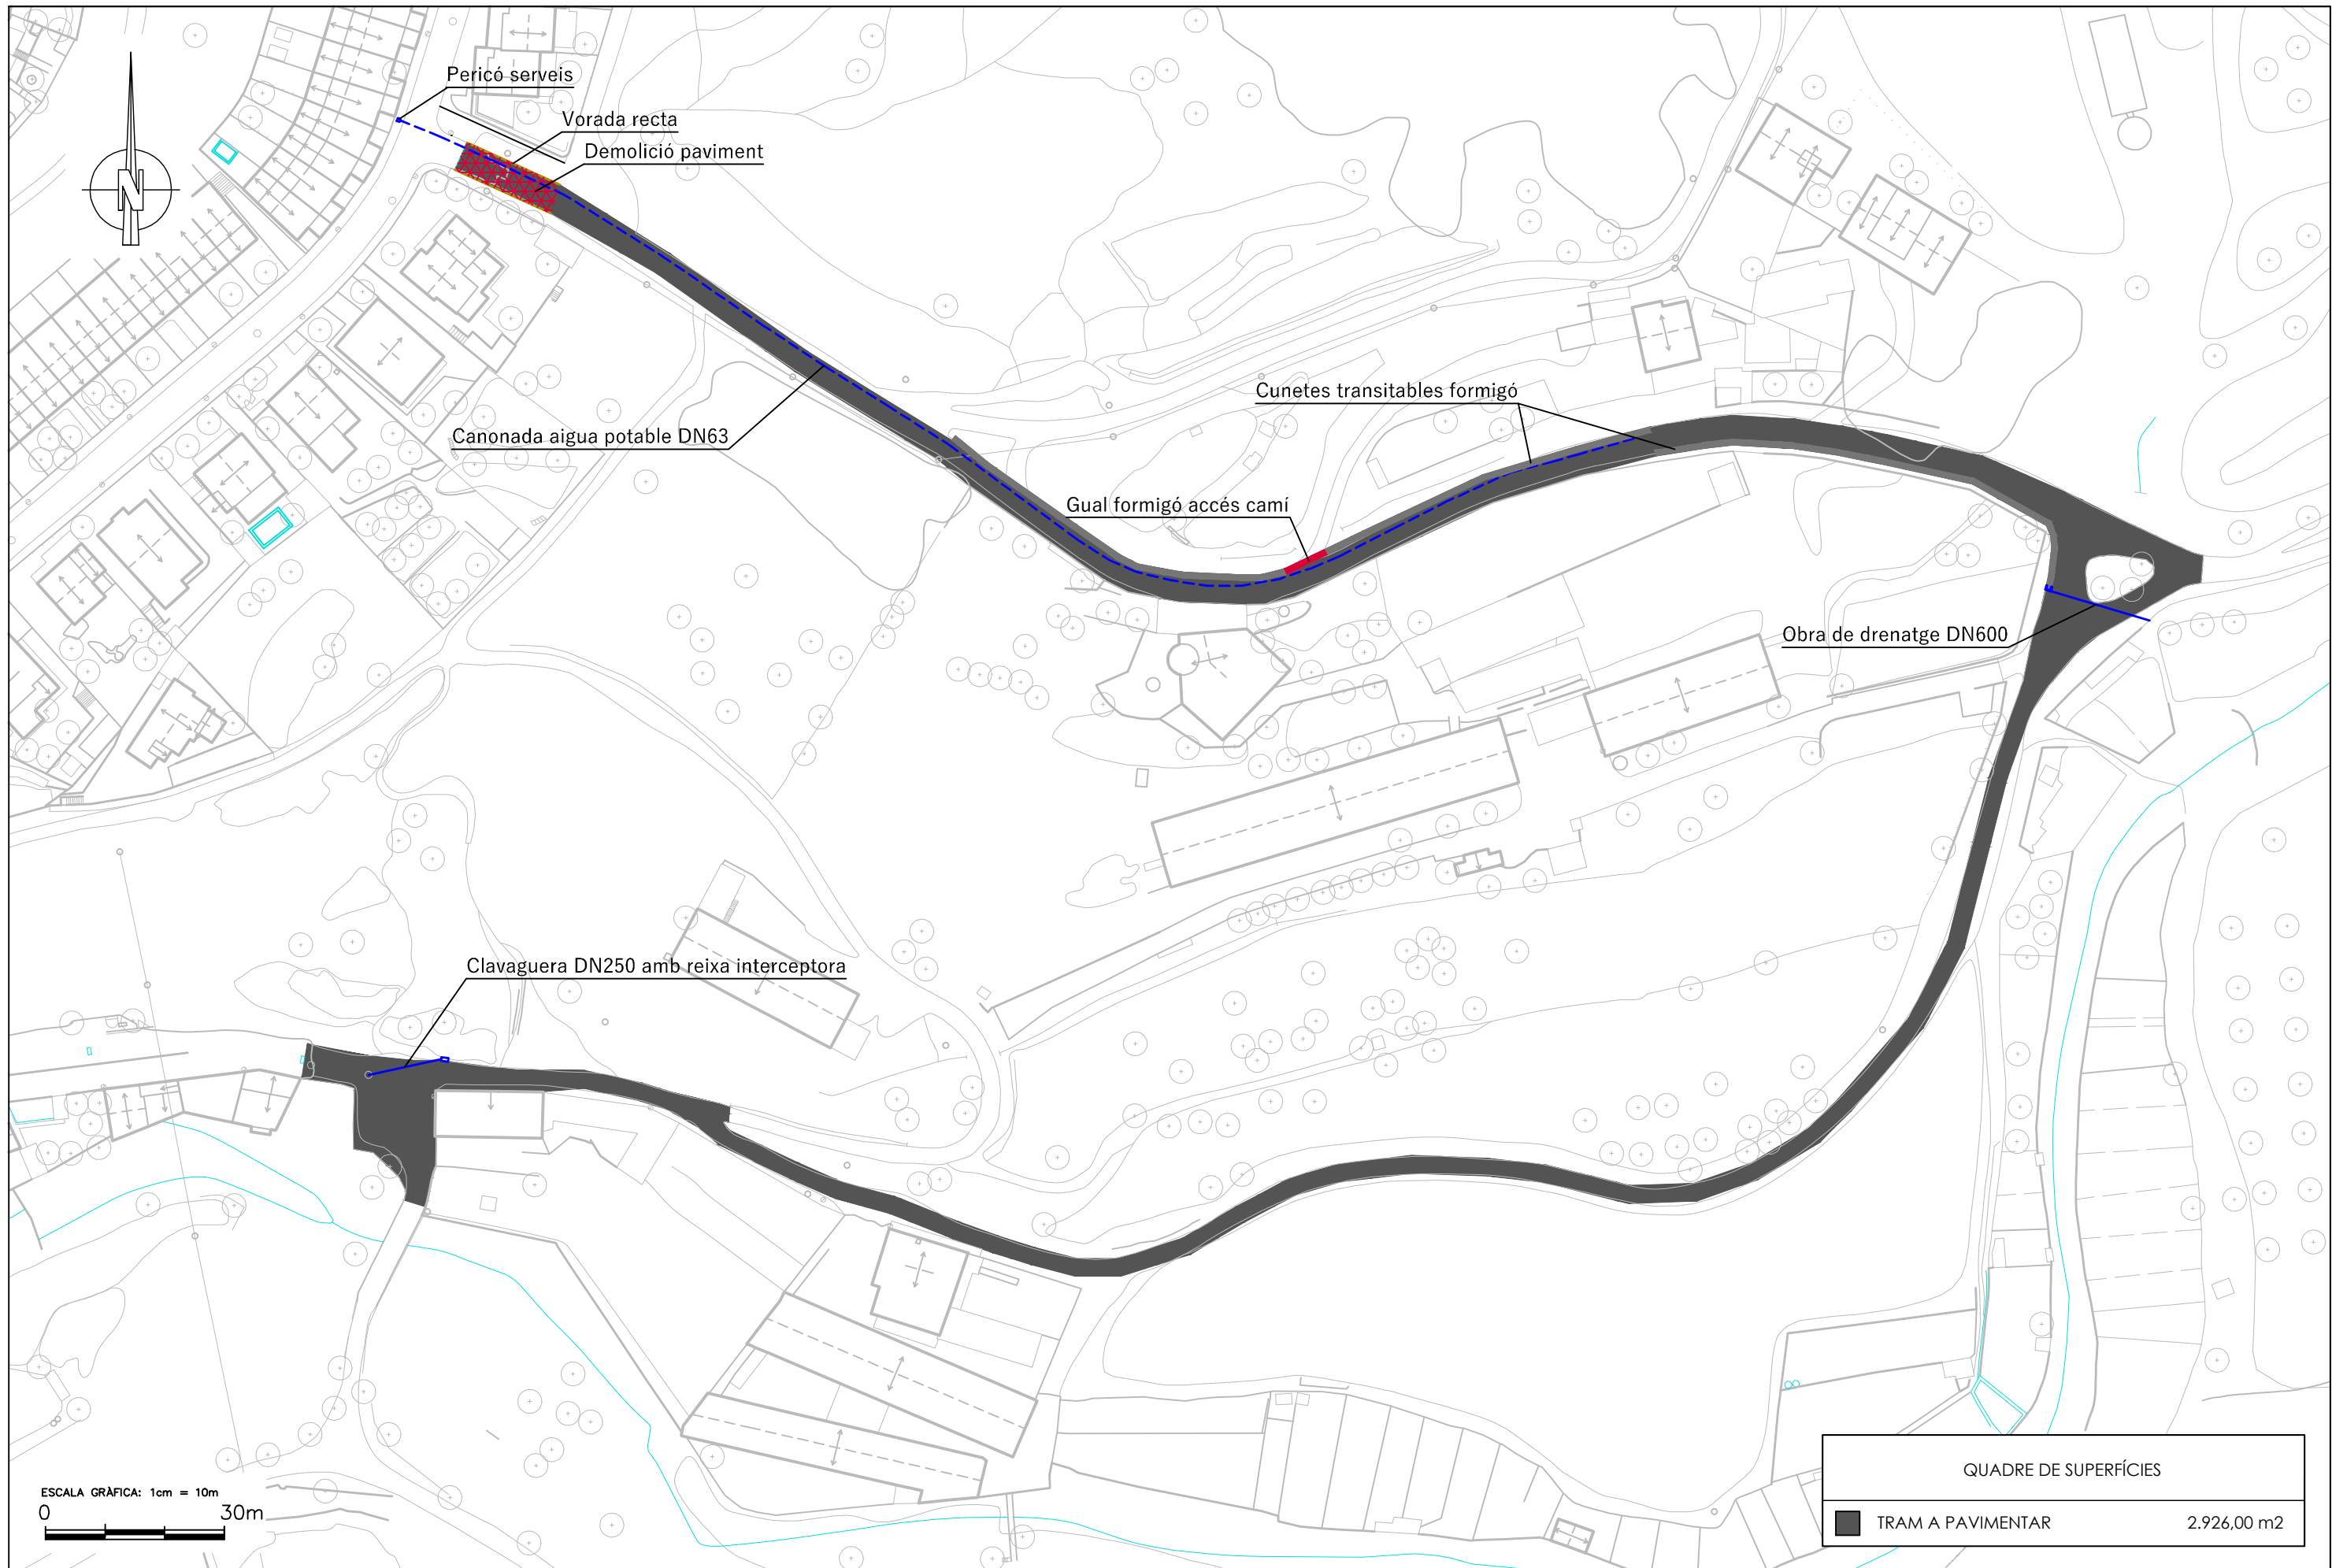 Pericó serveis
Vorada recta
Demolició paviment
N
Canonada aigua potable DN63
Cunetes transitables formigó
Gual formigó accés camí
Obra de drenatge DN600
Clavaguera DN250 amb reixa interceptora
ESCALA GRÀFICA: 1cm = 10m
0 30m
QUADRE DE SUPERFÍCIES
TRAM A PAVIMENTAR 2.926,00 m2